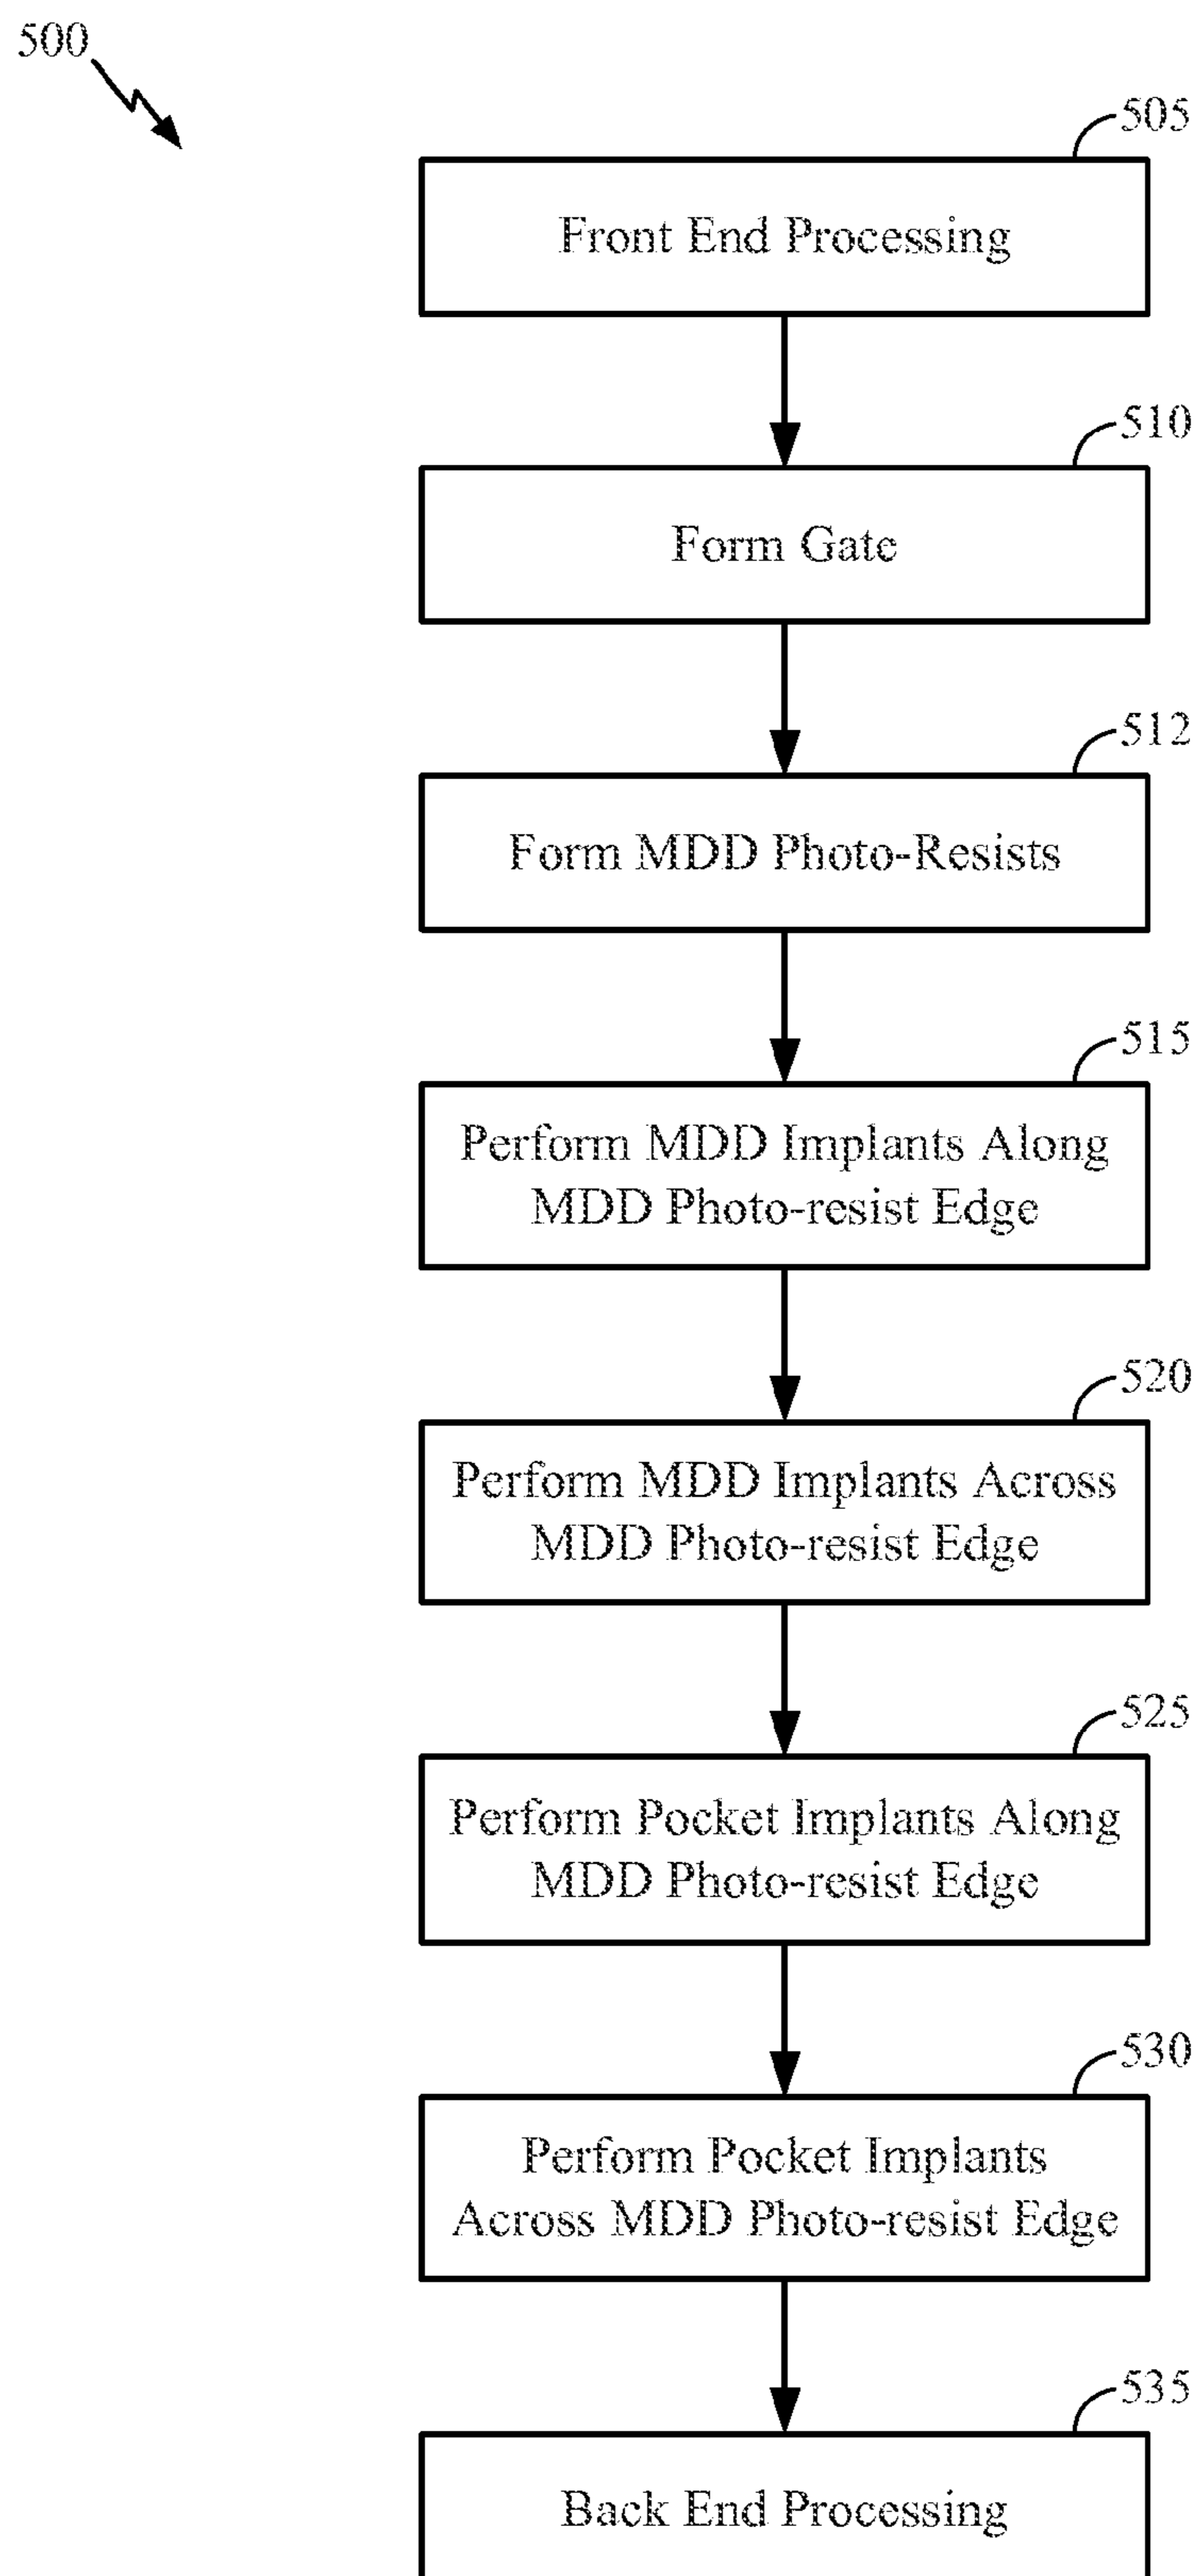 500
505
Front End Processing
510
Form Gate
512
Form MDD Photo-Resists
515
Perform MDD Implants Along
MDD Photo-resist Edge
520
Perform MDD Implants Across
MDD Photo-resist Edge
525
Perform Pocket Implants Along
MDD Photo-resist Edge
530
Perform Pocket Implants
Across MDD Photo-resist Edge
535
Back End Processing